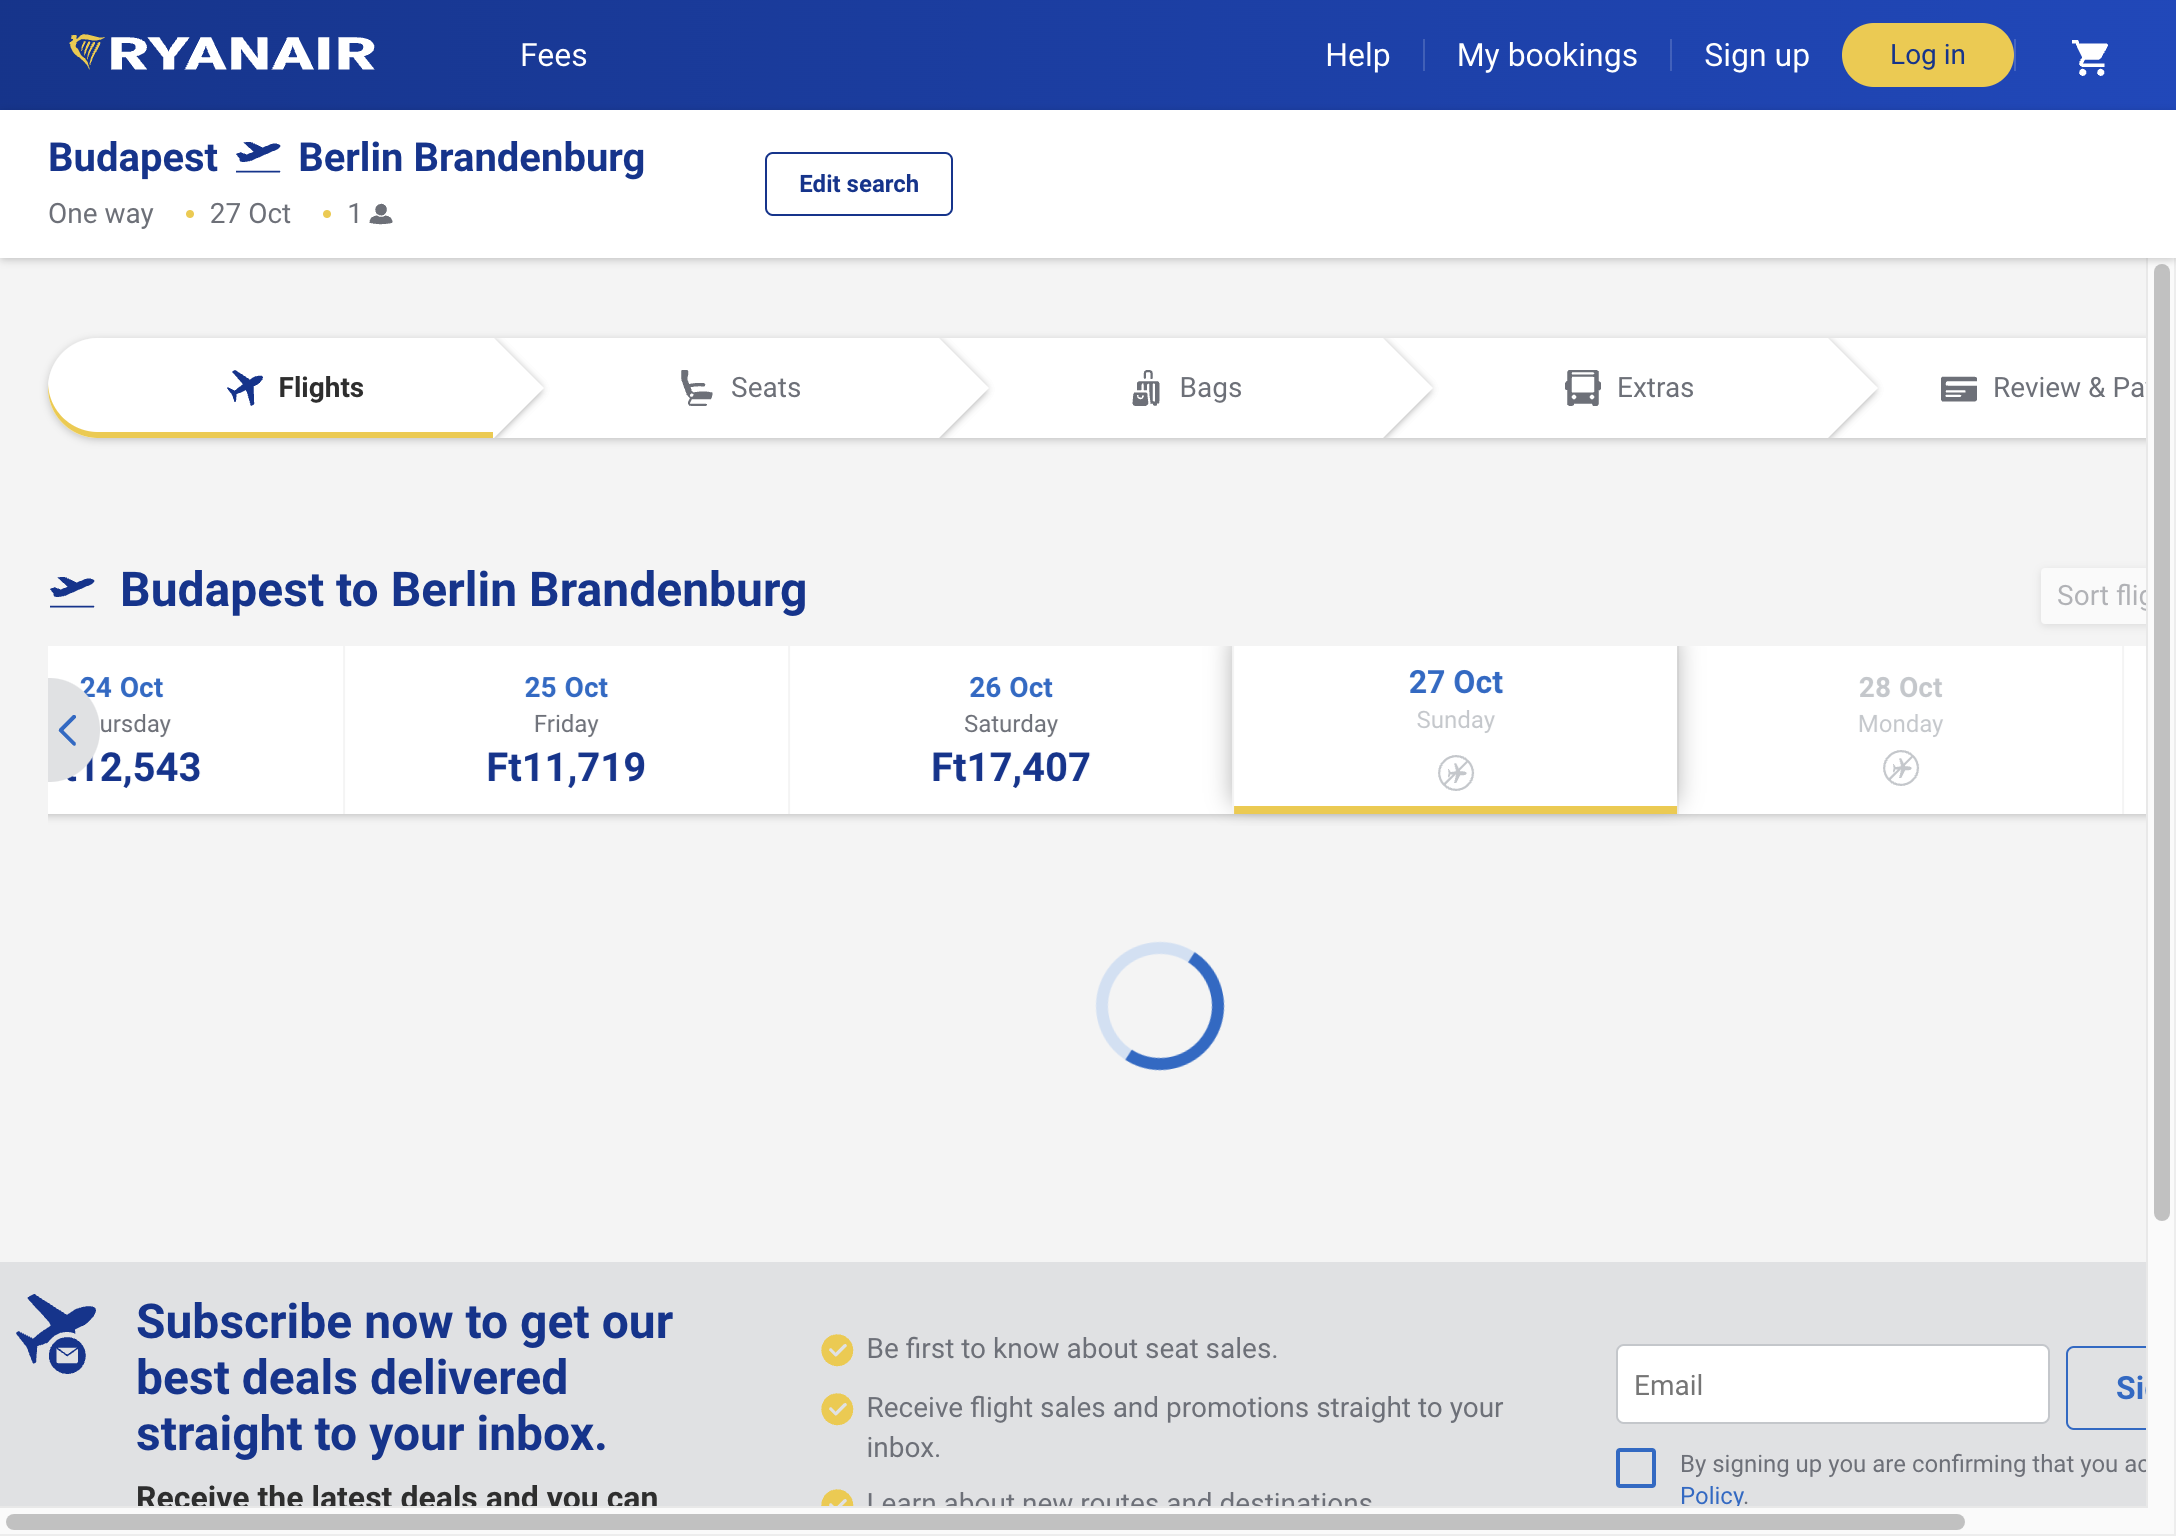 RYANAIR
Fees
Help
My bookings
Sign up
Log in
Budapest Berlin Brandenburg
One way • 27 Oct • 1
Edit search
Flights
Seats
Bags
Extras
Review & Pa
Budapest to Berlin Brandenburg
Sort flig
24 Oct
ursday
12,543
25 Oct
Friday
Ft11,719
26 Oct
Saturday
Ft17,407
27 Oct
Sunday
28 Oct
Monday
Subscribe now to get our
best deals delivered
straight to your inbox.
Receive the latest deals and you can
Be first to know about seat sales.
Receive flight sales and promotions straight to your
inbox.
Learn about new routes and destinations
Email
Si
By signing up you are confirming that you ac
Policy.